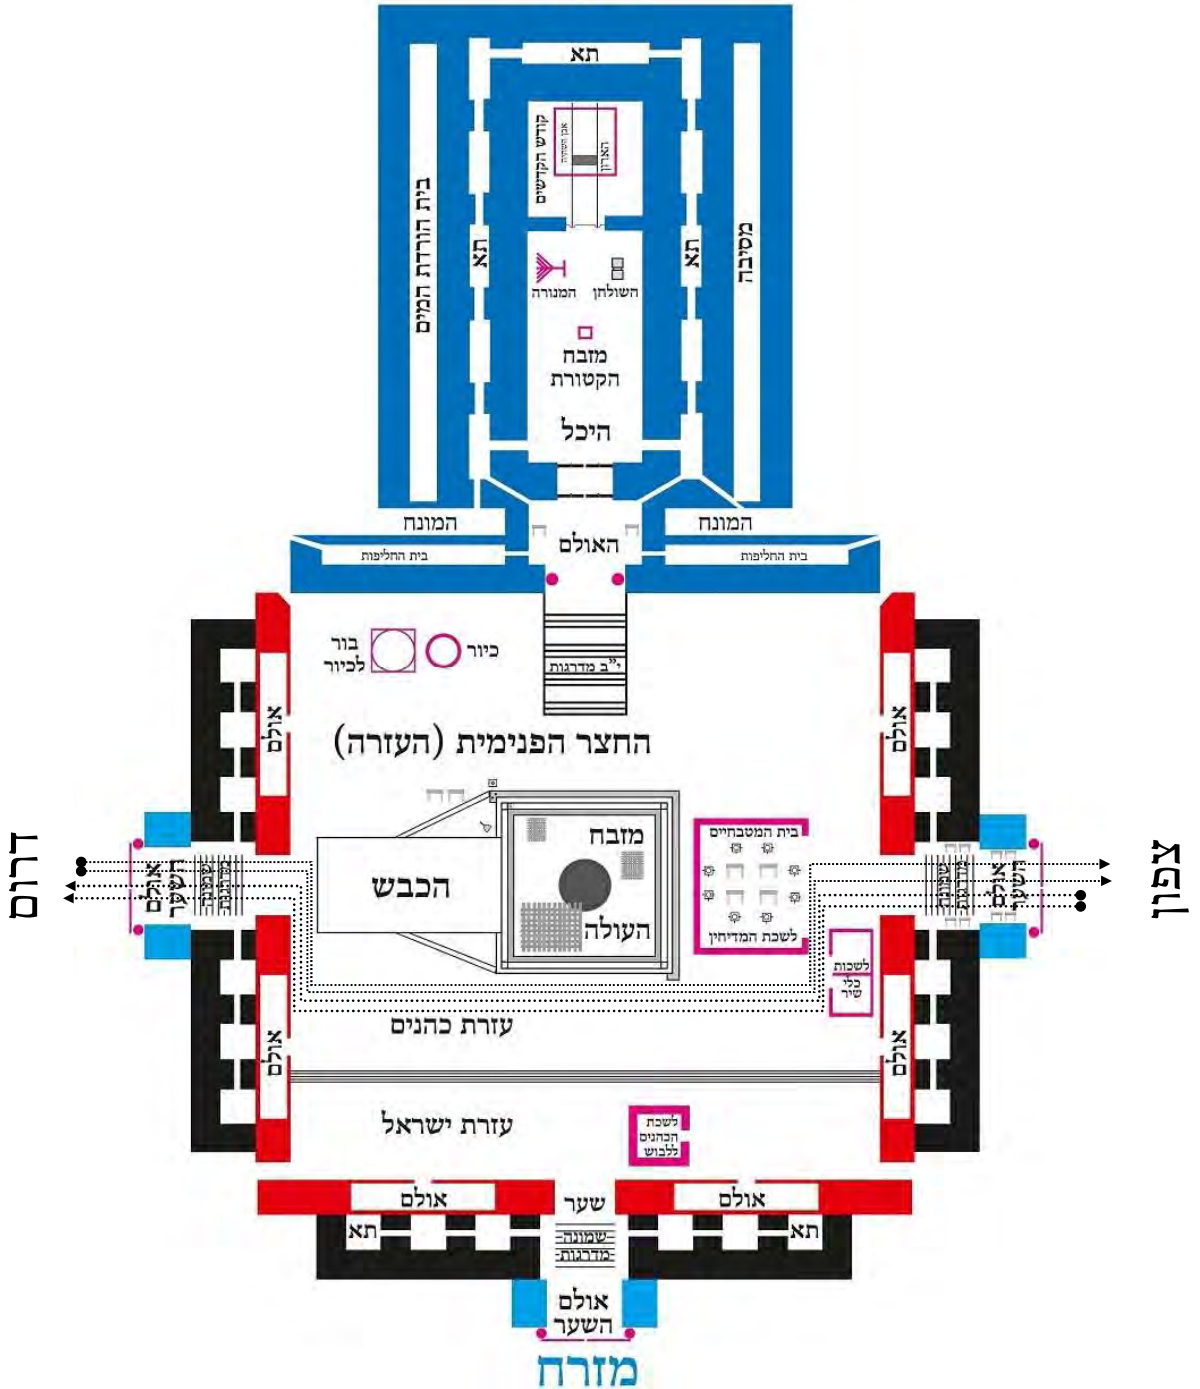 תא
קודש הקדשים
אבן השתיה
הארון
בית הורדת המים
תא
תא
מסיבה
המנורה
השולחן
מזבח
הקטורת
היכל
המונח
המונח
האולם
בית החליפות
בית החליפות
בור
לכיור
כיור
י״ב מדרגות
אולם
אולם
החצר הפנימית (העזרה)
דרום
צפון
אולם
השער
שמונה
מדרגות
הכבש
מזבח
העולה
בית המטבחיים
לשכת המדיחין
שמונה
מדרגות
אולם
השער
לשכות
כלי
שיר
עזרת כהנים
אולם
אולם
עזרת ישראל
לשכת
הכהנים
ללבוש
אולם
שער
אולם
תא
תא
שמונה
מדרגות
אולם
השער
מזרח